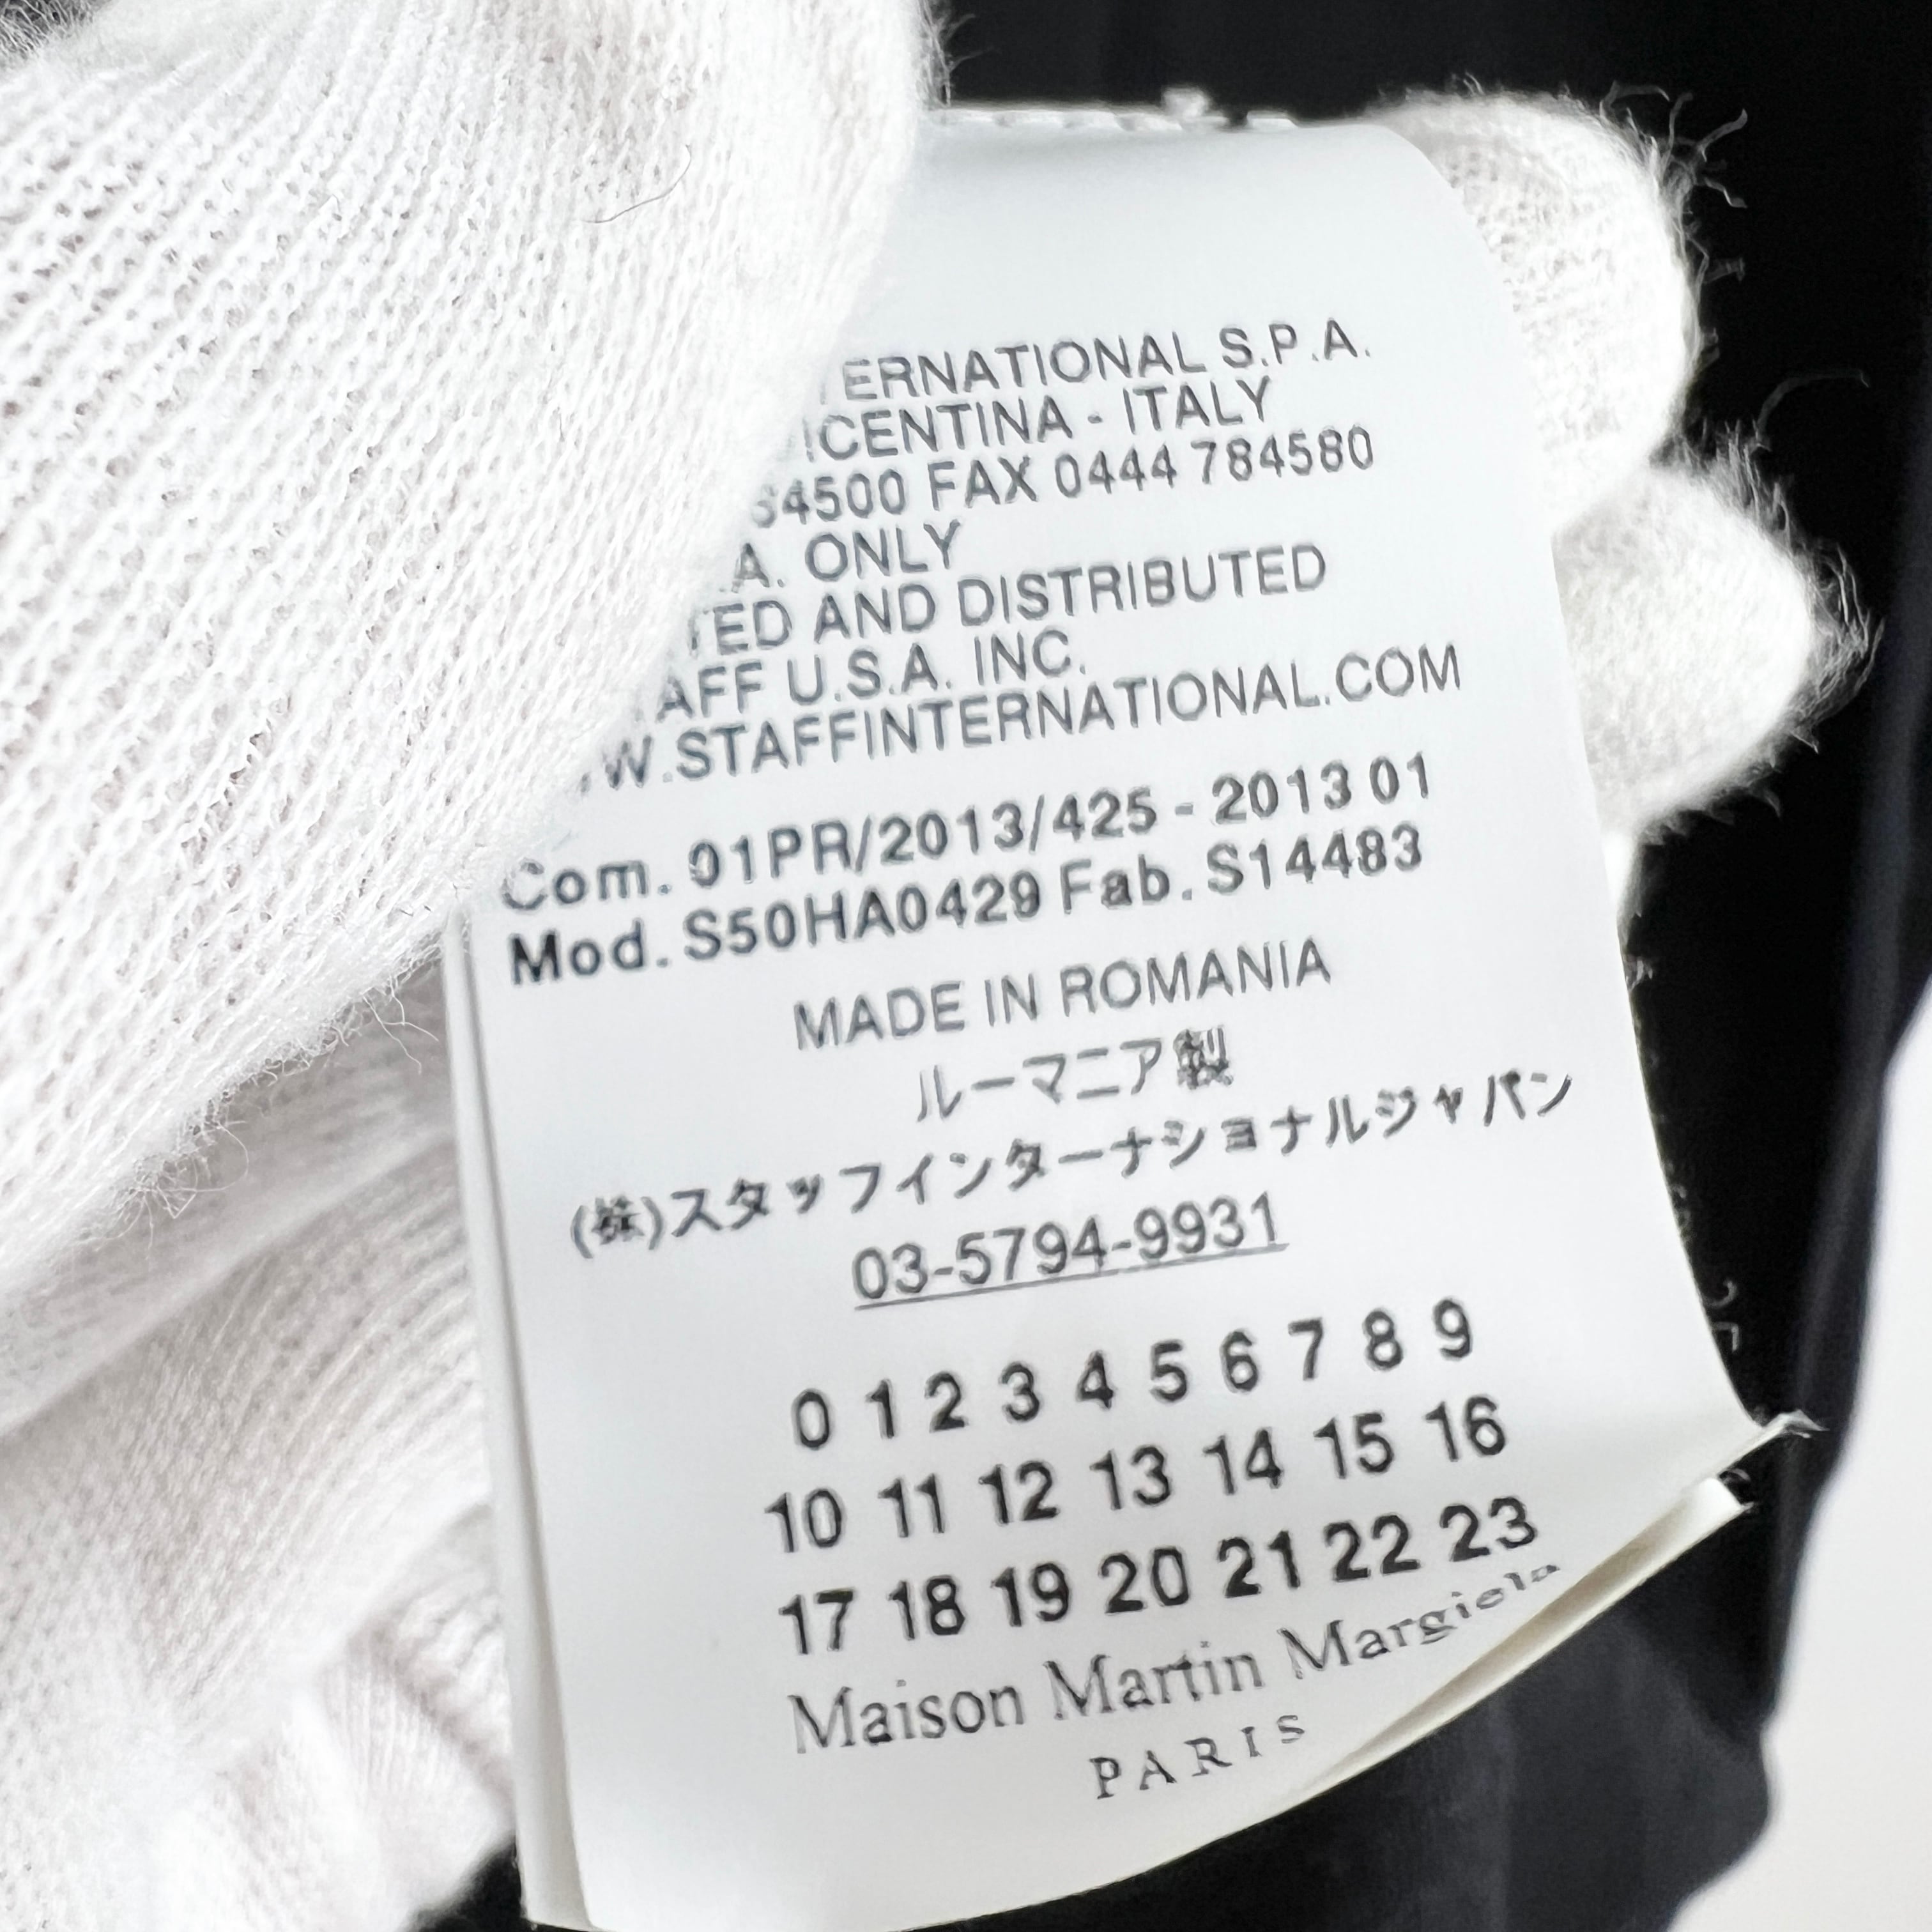 ERNATIONAL S.P.A.
ICENTINA - ITALY
84500 FAX 0444 784580
A. ONLY
TED AND DISTRIBUTED
AFF U.S.A. INC.
W.STAFFINTERNATIONAL.COM
Com. 01PR/2013/425 - 2013 01
Mod. S50HA0429 Fab. S14483
MADE IN ROMANIA
ルーマニア製
(株)スタッフインターナショナルジャパン
03-5794-9931
0 1 2 3 4 5 6 7 8 9
10 11 12 13 14 15 16
17 18 19 20 21 22 23
Maison Martin Margiela
PARIS